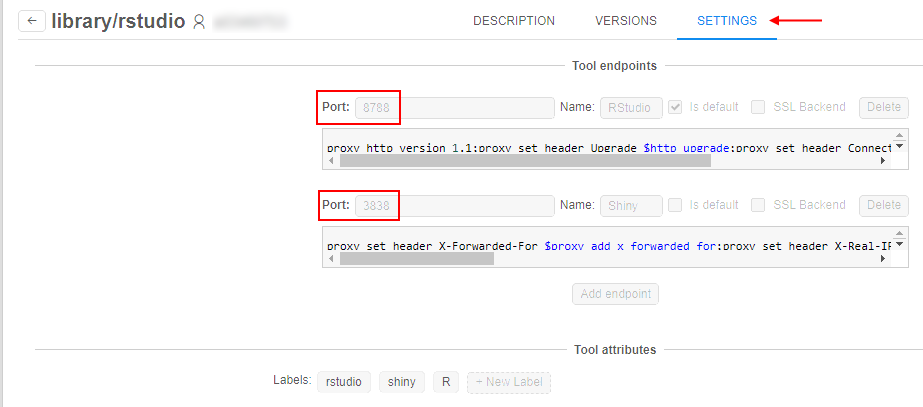 library/rstudio DESCRIPTION VERSIONS SETTINGS
Tool endpoints
Port: 8788 Name: RStudio Is default SSL Backend Delete
proxy_http_version 1.1;proxy_set_header Upgrade $http_upgrade;proxy_set_header Connect
Port: 3838 Name: Shiny Is default SSL Backend Delete
proxy_set_header X-Forwarded-For $proxy_add_x_forwarded_for;proxy_set_header X-Real-IP
Add endpoint
Tool attributes
Labels: rstudio shiny R + New Label